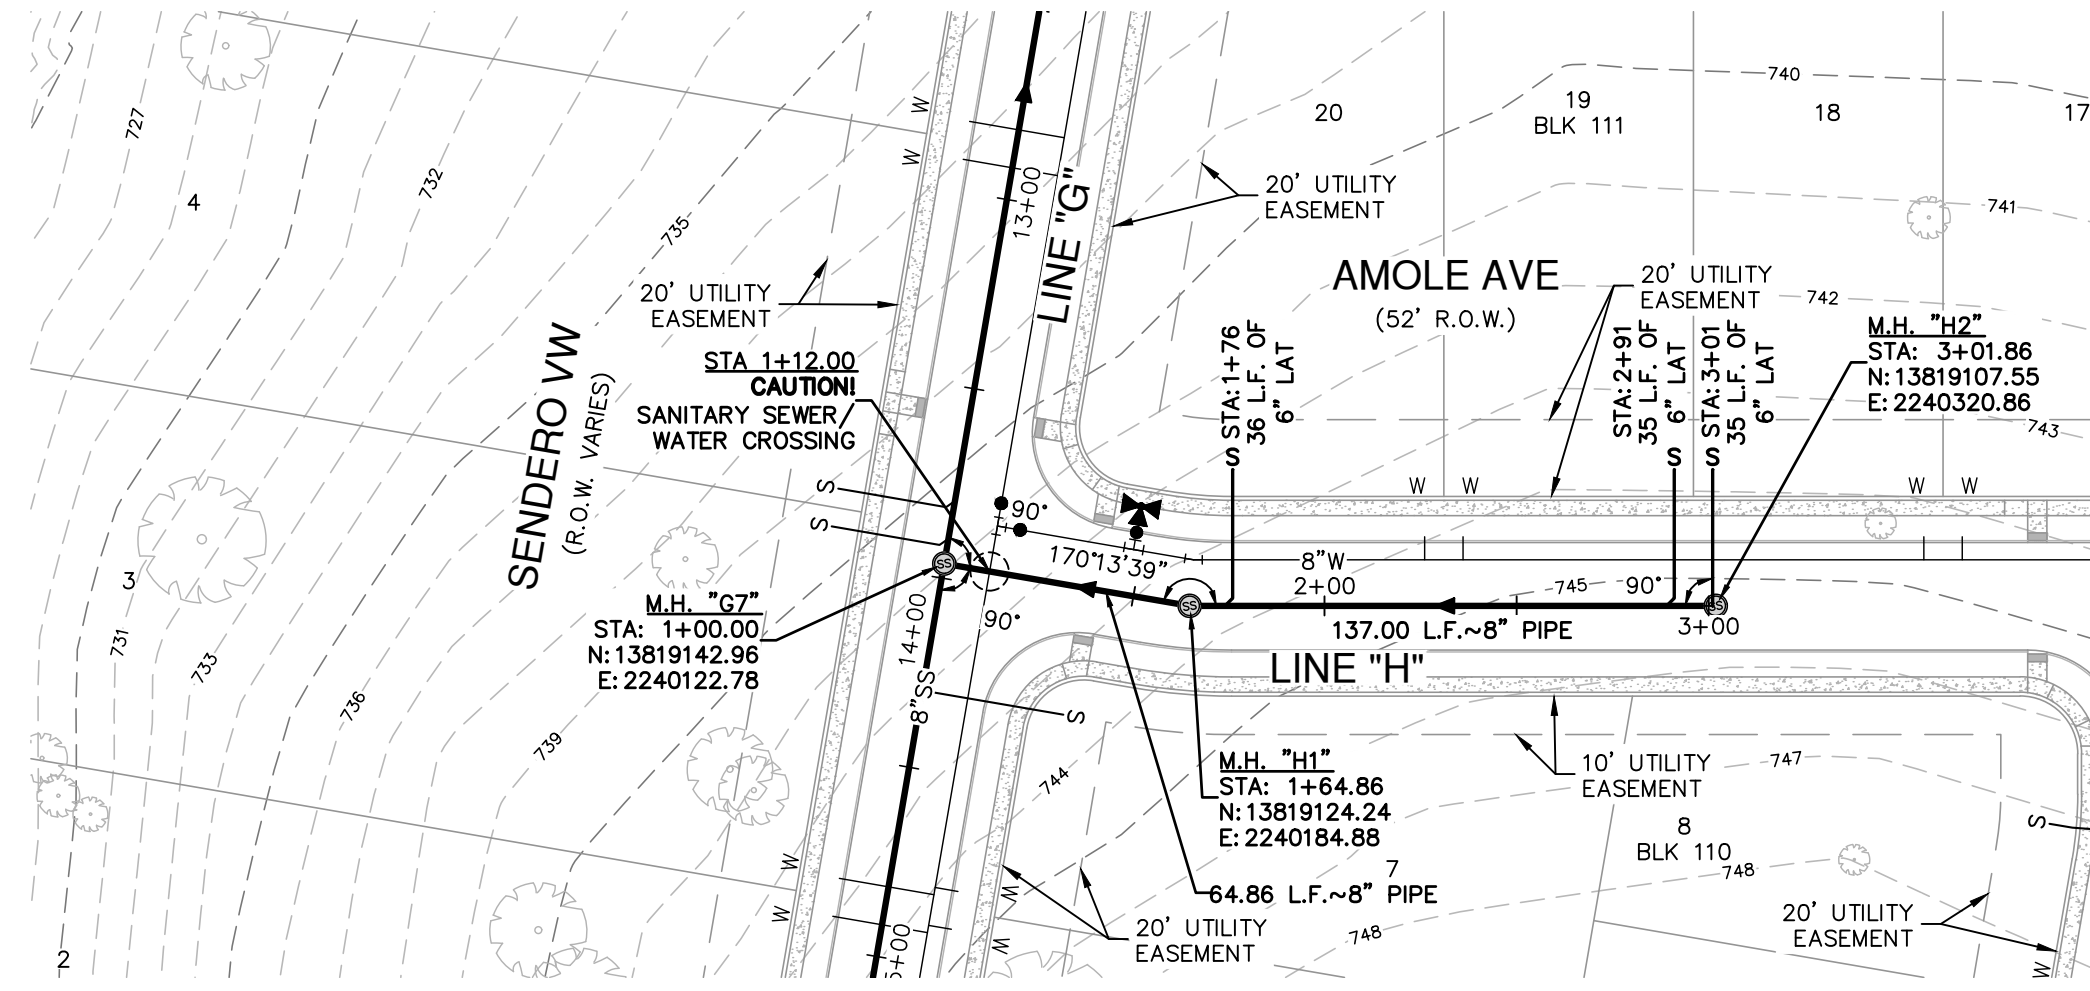 727
732
4
735
W
W
13+00
LINE "G"
20' UTILITY
EASEMENT
20
19
BLK 111
18
17
740
741
742
743
20' UTILITY
EASEMENT
AMOLE AVE
(52' R.O.W.)
20' UTILITY
EASEMENT
STA 1+12.00
CAUTION!
SANITARY SEWER/
WATER CROSSING
SENDERO VW
(R.O.W. VARIES)
S STA:1+76
36 L.F. OF
6" LAT
STA:2+91
35 L.F. OF
S 6" LAT
S STA:3+01
35 L.F. OF
6" LAT
M.H. "H2"
STA: 3+01.86
N:13819107.55
E: 2240320.86
W
W
W
W
S
S
90°
170°13'39"
8"W
2+00
745
90°
SS
SS
SS
3+00
137.00 L.F.~8" PIPE
LINE "H"
90°
14+00
3
731
733
736
739
M.H. "G7"
STA: 1+00.00
N:13819142.96
E: 2240122.78
8"SS
S
744
M.H. "H1"
STA: 1+64.86
N:13819124.24
E: 2240184.88
64.86 L.F.~8" PIPE
7
10' UTILITY
EASEMENT
747
8
BLK 110
748
748
S
W
W
W
W
20' UTILITY
EASEMENT
20' UTILITY
EASEMENT
W
5+00
2